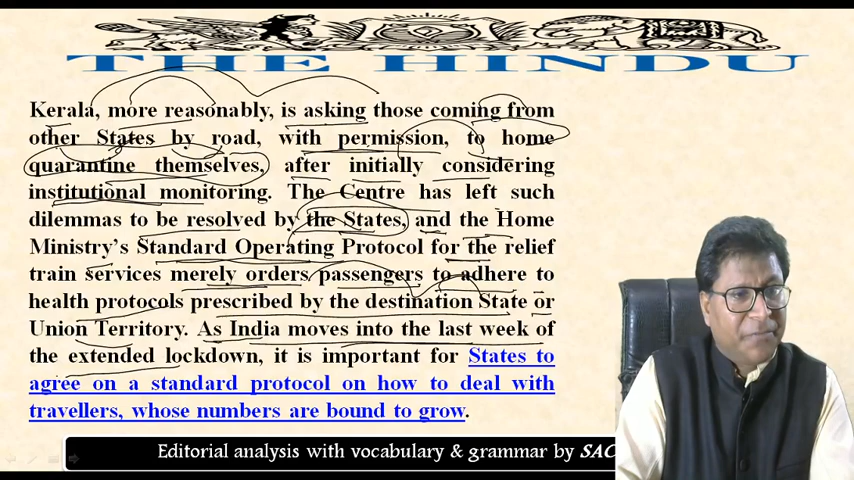 THE HINDU
Kerala, more reasonably, is asking those coming from
other States by road, with permission, to home
quarantine themselves, after initially considering
institutional monitoring. The Centre has left such
dilemmas to be resolved by the States, and the Home
Ministry's Standard Operating Protocol for the relief
train services merely orders passengers to adhere to
health protocols prescribed by the destination State or
Union Territory. As India moves into the last week of
the extended lockdown, it is important for States to
agree on a standard protocol on how to deal with
travellers, whose numbers are bound to grow.
Editorial analysis with vocabulary & grammar by SAC